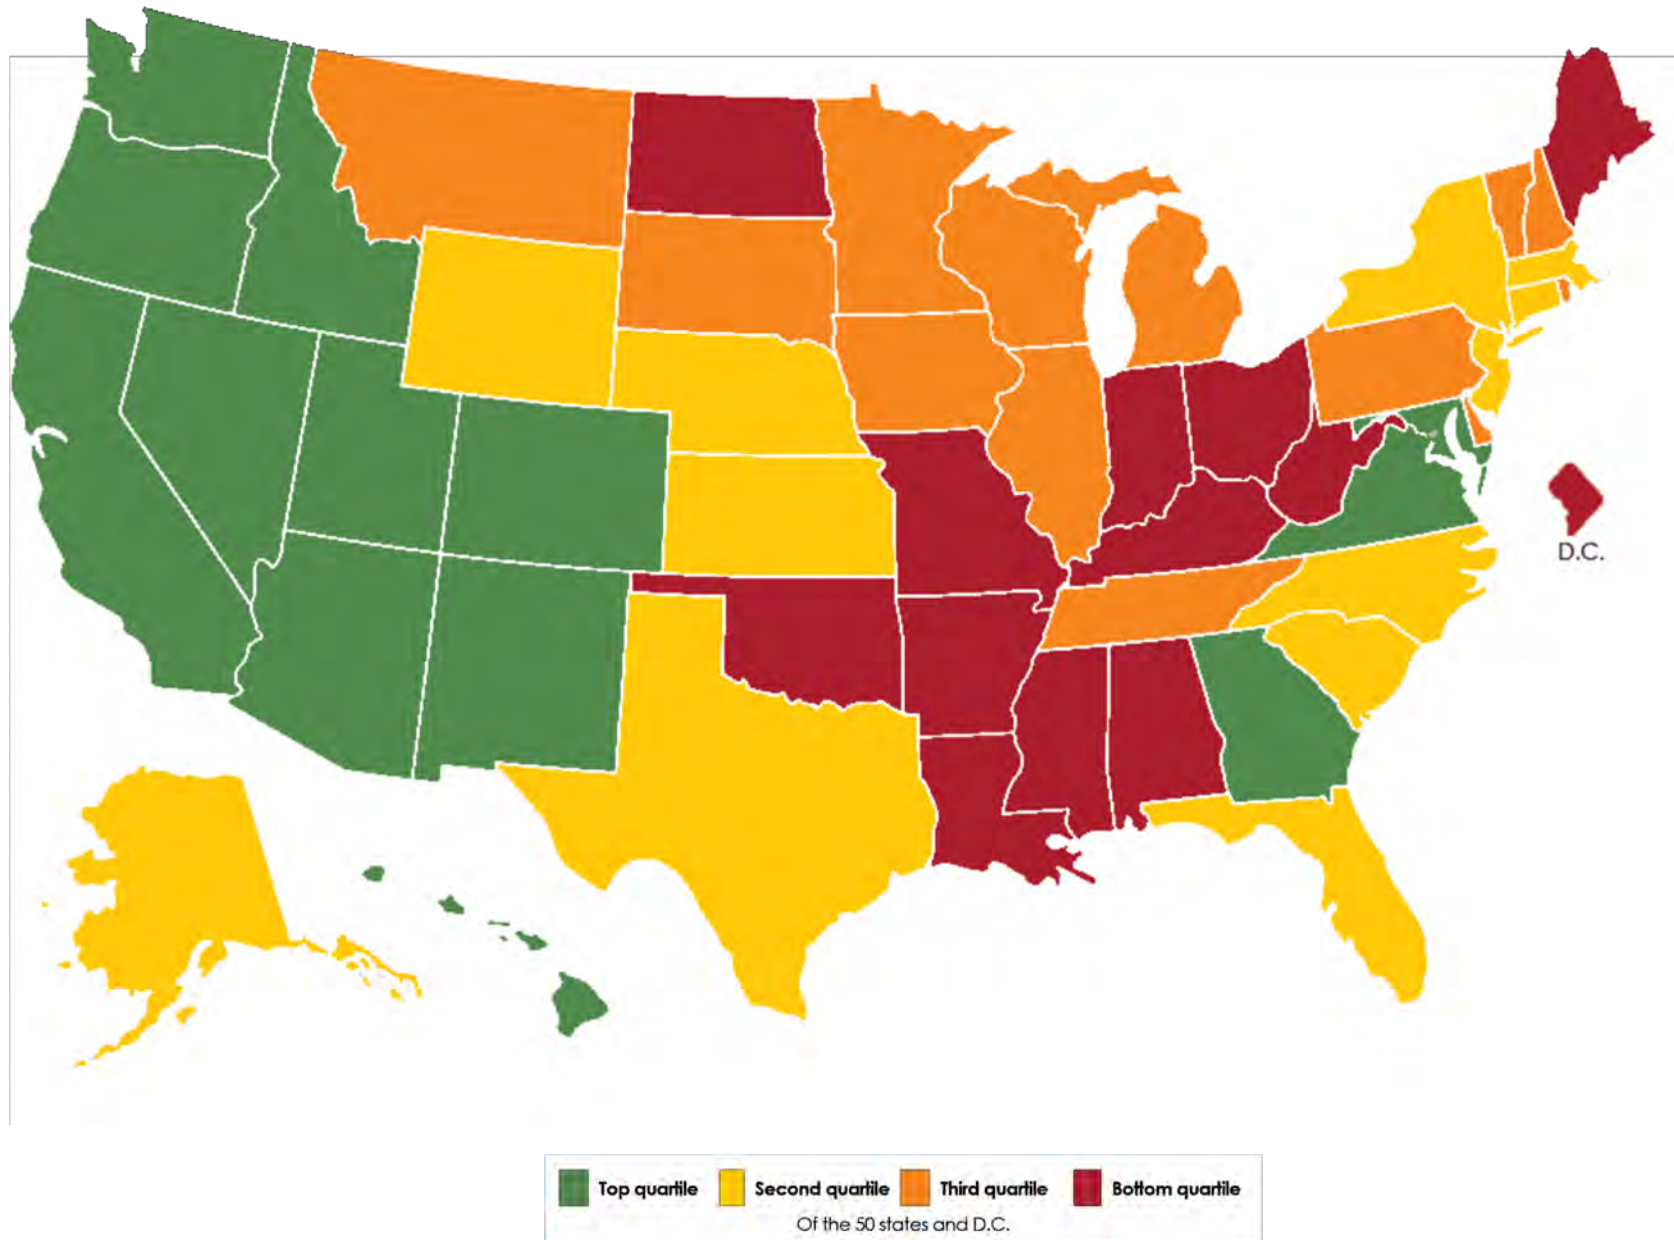 D.C.
Top quartile Second quartile Third quartile Bottom quartile
Of the 50 states and D.C.